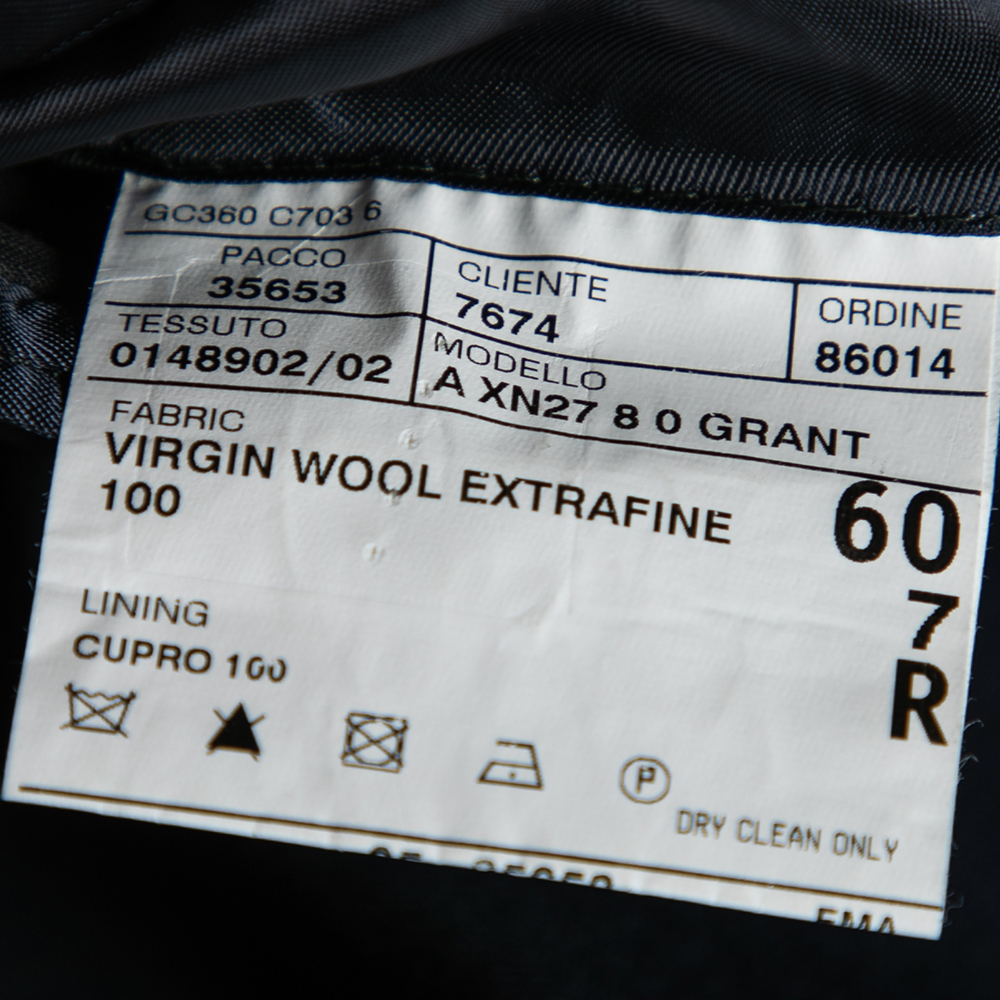 GC360 C703 6
PACCO
35653
CLIENTE
7674
ORDINE
86014
TESSUTO
0148902/02
MODELLO
A XN27 8 0 GRANT
FABRIC
VIRGIN WOOL EXTRAFINE
100
60
7
R
LINING
CUPRO 100
P
DRY CLEAN ONLY